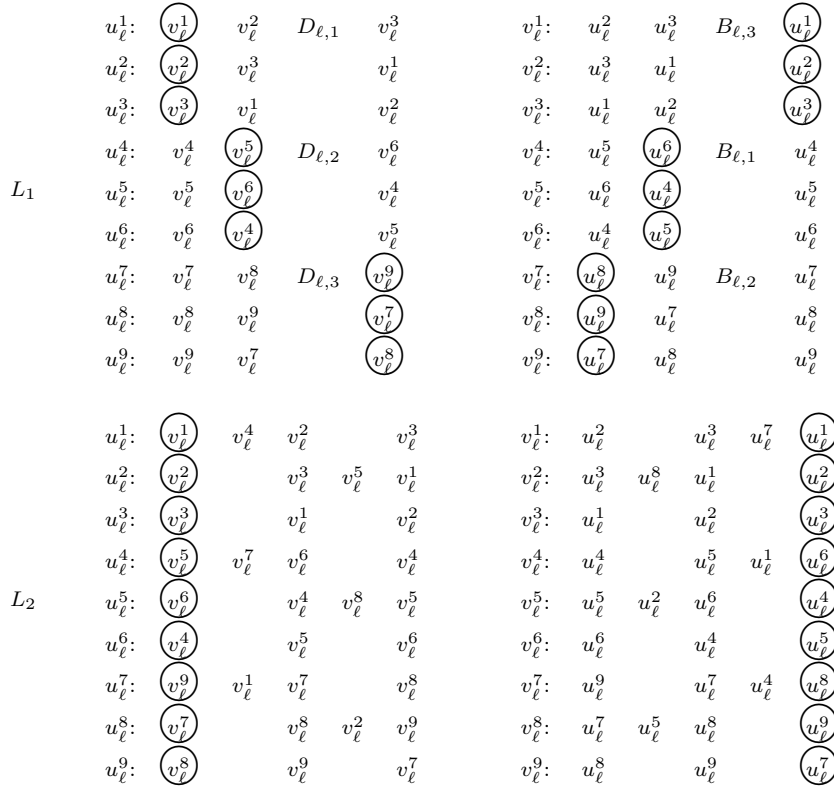 u_ℓ^1: v_ℓ^1 v_ℓ^2 D_{ℓ,1} v_ℓ^3 v_ℓ^1: u_ℓ^2 u_ℓ^3 B_{ℓ,3} u_ℓ^1
u_ℓ^2: v_ℓ^2 v_ℓ^3 v_ℓ^1 v_ℓ^2: u_ℓ^3 u_ℓ^1 u_ℓ^2
u_ℓ^3: v_ℓ^3 v_ℓ^1 v_ℓ^2 v_ℓ^3: u_ℓ^1 u_ℓ^2 u_ℓ^3
u_ℓ^4: v_ℓ^4 v_ℓ^5 D_{ℓ,2} v_ℓ^6 v_ℓ^4: u_ℓ^5 u_ℓ^6 B_{ℓ,1} u_ℓ^4
L_1 u_ℓ^5: v_ℓ^5 v_ℓ^6 v_ℓ^4 v_ℓ^5: u_ℓ^6 u_ℓ^4 u_ℓ^5
u_ℓ^6: v_ℓ^6 v_ℓ^4 v_ℓ^5 v_ℓ^6: u_ℓ^4 u_ℓ^5 u_ℓ^6
u_ℓ^7: v_ℓ^7 v_ℓ^8 D_{ℓ,3} v_ℓ^9 v_ℓ^7: u_ℓ^8 u_ℓ^9 B_{ℓ,2} u_ℓ^7
u_ℓ^8: v_ℓ^8 v_ℓ^9 v_ℓ^7 v_ℓ^8: u_ℓ^9 u_ℓ^7 u_ℓ^8
u_ℓ^9: v_ℓ^9 v_ℓ^7 v_ℓ^8 v_ℓ^9: u_ℓ^7 u_ℓ^8 u_ℓ^9
u_ℓ^1: v_ℓ^1 v_ℓ^4 v_ℓ^2 v_ℓ^3 v_ℓ^1: u_ℓ^2 u_ℓ^3 u_ℓ^7 u_ℓ^1
u_ℓ^2: v_ℓ^2 v_ℓ^3 v_ℓ^5 v_ℓ^1 v_ℓ^2: u_ℓ^3 u_ℓ^8 u_ℓ^1 u_ℓ^2
u_ℓ^3: v_ℓ^3 v_ℓ^1 v_ℓ^2 v_ℓ^3: u_ℓ^1 u_ℓ^2 u_ℓ^3
u_ℓ^4: v_ℓ^5 v_ℓ^7 v_ℓ^6 v_ℓ^4 v_ℓ^4: u_ℓ^4 u_ℓ^5 u_ℓ^1 u_ℓ^6
L_2 u_ℓ^5: v_ℓ^6 v_ℓ^4 v_ℓ^8 v_ℓ^5 v_ℓ^5: u_ℓ^5 u_ℓ^2 u_ℓ^6 u_ℓ^4
u_ℓ^6: v_ℓ^4 v_ℓ^5 v_ℓ^6 v_ℓ^6: u_ℓ^6 u_ℓ^4 u_ℓ^5
u_ℓ^7: v_ℓ^9 v_ℓ^1 v_ℓ^7 v_ℓ^8 v_ℓ^7: u_ℓ^9 u_ℓ^7 u_ℓ^4 u_ℓ^8
u_ℓ^8: v_ℓ^7 v_ℓ^8 v_ℓ^2 v_ℓ^9 v_ℓ^8: u_ℓ^7 u_ℓ^5 u_ℓ^8 u_ℓ^9
u_ℓ^9: v_ℓ^8 v_ℓ^9 v_ℓ^7 v_ℓ^9: u_ℓ^8 u_ℓ^9 u_ℓ^7